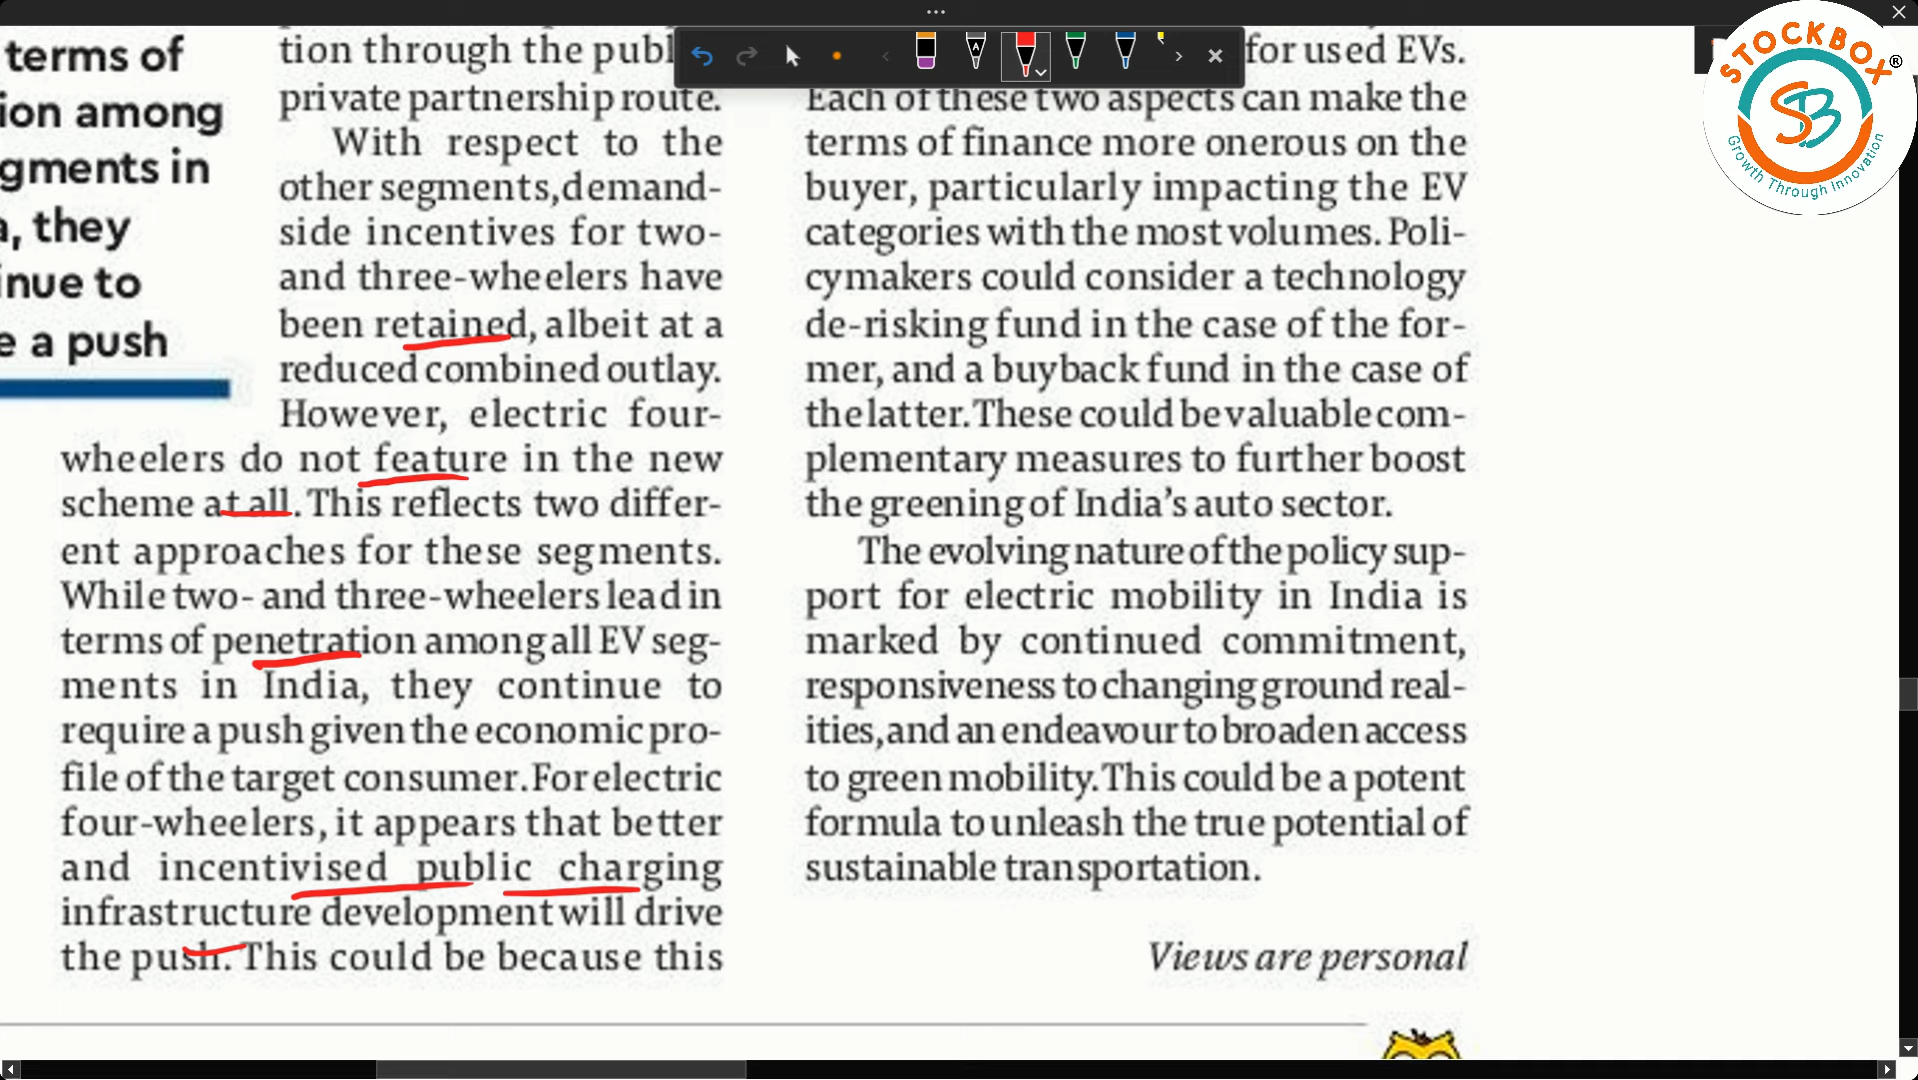 terms of
ion among
gments in
a, they
inue to
e a push
tion through the publ
private partnership route.
With respect to the
other segments, demand-
side incentives for two-
and three-wheelers have
been retained, albeit at a
reduced combined outlay.
However, electric four-
wheelers do not feature in the new
scheme at all. This reflects two differ-
ent approaches for these segments.
While two- and three-wheelers lead in
terms of penetration among all EV seg-
ments in India, they continue to
require a push given the economic pro-
file of the target consumer. For electric
four-wheelers, it appears that better
and incentivised public charging
infrastructure development will drive
the push. This could be because this
for used EVs.
Each of these two aspects can make the
terms of finance more onerous on the
buyer, particularly impacting the EV
categories with the most volumes. Poli-
cymakers could consider a technology
de-risking fund in the case of the for-
mer, and a buyback fund in the case of
the latter. These could be valuable com-
plementary measures to further boost
the greening of India's auto sector.
The evolving nature of the policy sup-
port for electric mobility in India is
marked by continued commitment,
responsiveness to changing ground real-
ities, and an endeavour to broaden access
to green mobility. This could be a potent
formula to unleash the true potential of
sustainable transportation.
Views are personal
STOCKBOX ®
SB
Growth Through Innovation